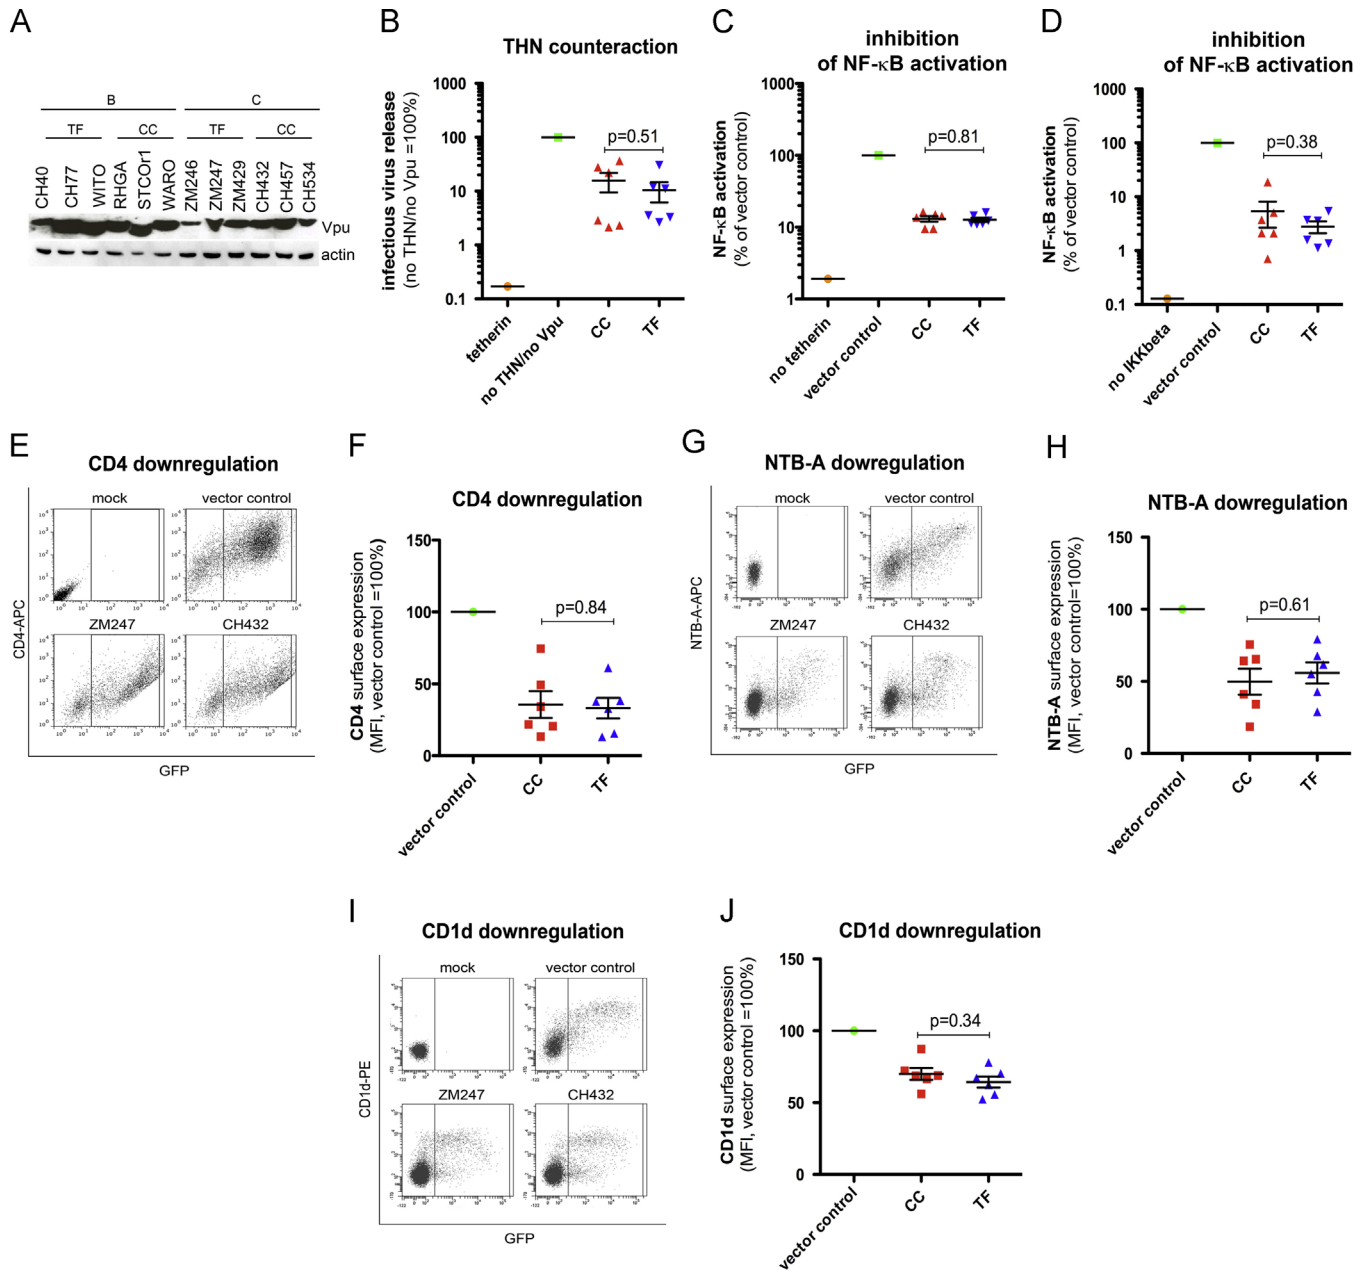 A
B
C
TF
CC
TF
CC
CH40
CH77
WITO
RHGA
STCOr1
WARO
ZM246
ZM247
ZM429
CH432
CH457
CH534
Vpu
actin
B
THN counteraction
infectious virus release
(no THN/no Vpu =100%)
1000
100
10
1
0.1
p=0.51
tetherin
no THN/no Vpu
CC
TF
C
inhibition
of NF-κB activation
NF-κB activation
(% of vector control)
1000
100
10
1
p=0.81
no tetherin
vector control
CC
TF
D
inhibition
of NF-κB activation
NF-κB activation
(% of vector control)
1000
100
10
1
0.1
p=0.38
no IKKbeta
vector control
CC
TF
E
CD4 downregulation
mock
vector control
ZM247
CH432
CD4-APC
GFP
F
CD4 downregulation
CD4 surface expression
(MFI, vector control =100%)
150
100
50
0
p=0.84
vector control
CC
TF
G
NTB-A dowregulation
mock
vector control
ZM247
CH432
NTB-A-APC
GFP
H
NTB-A dowregulation
NTB-A surface expression
(MFI, vector control=100%)
150
100
50
0
p=0.61
vector control
CC
TF
I
CD1d downregulation
mock
vector control
ZM247
CH432
CD1d-PE
GFP
J
CD1d downregulation
CD1d surface expression
(MFI, vector control =100%)
150
100
50
0
p=0.34
vector control
CC
TF